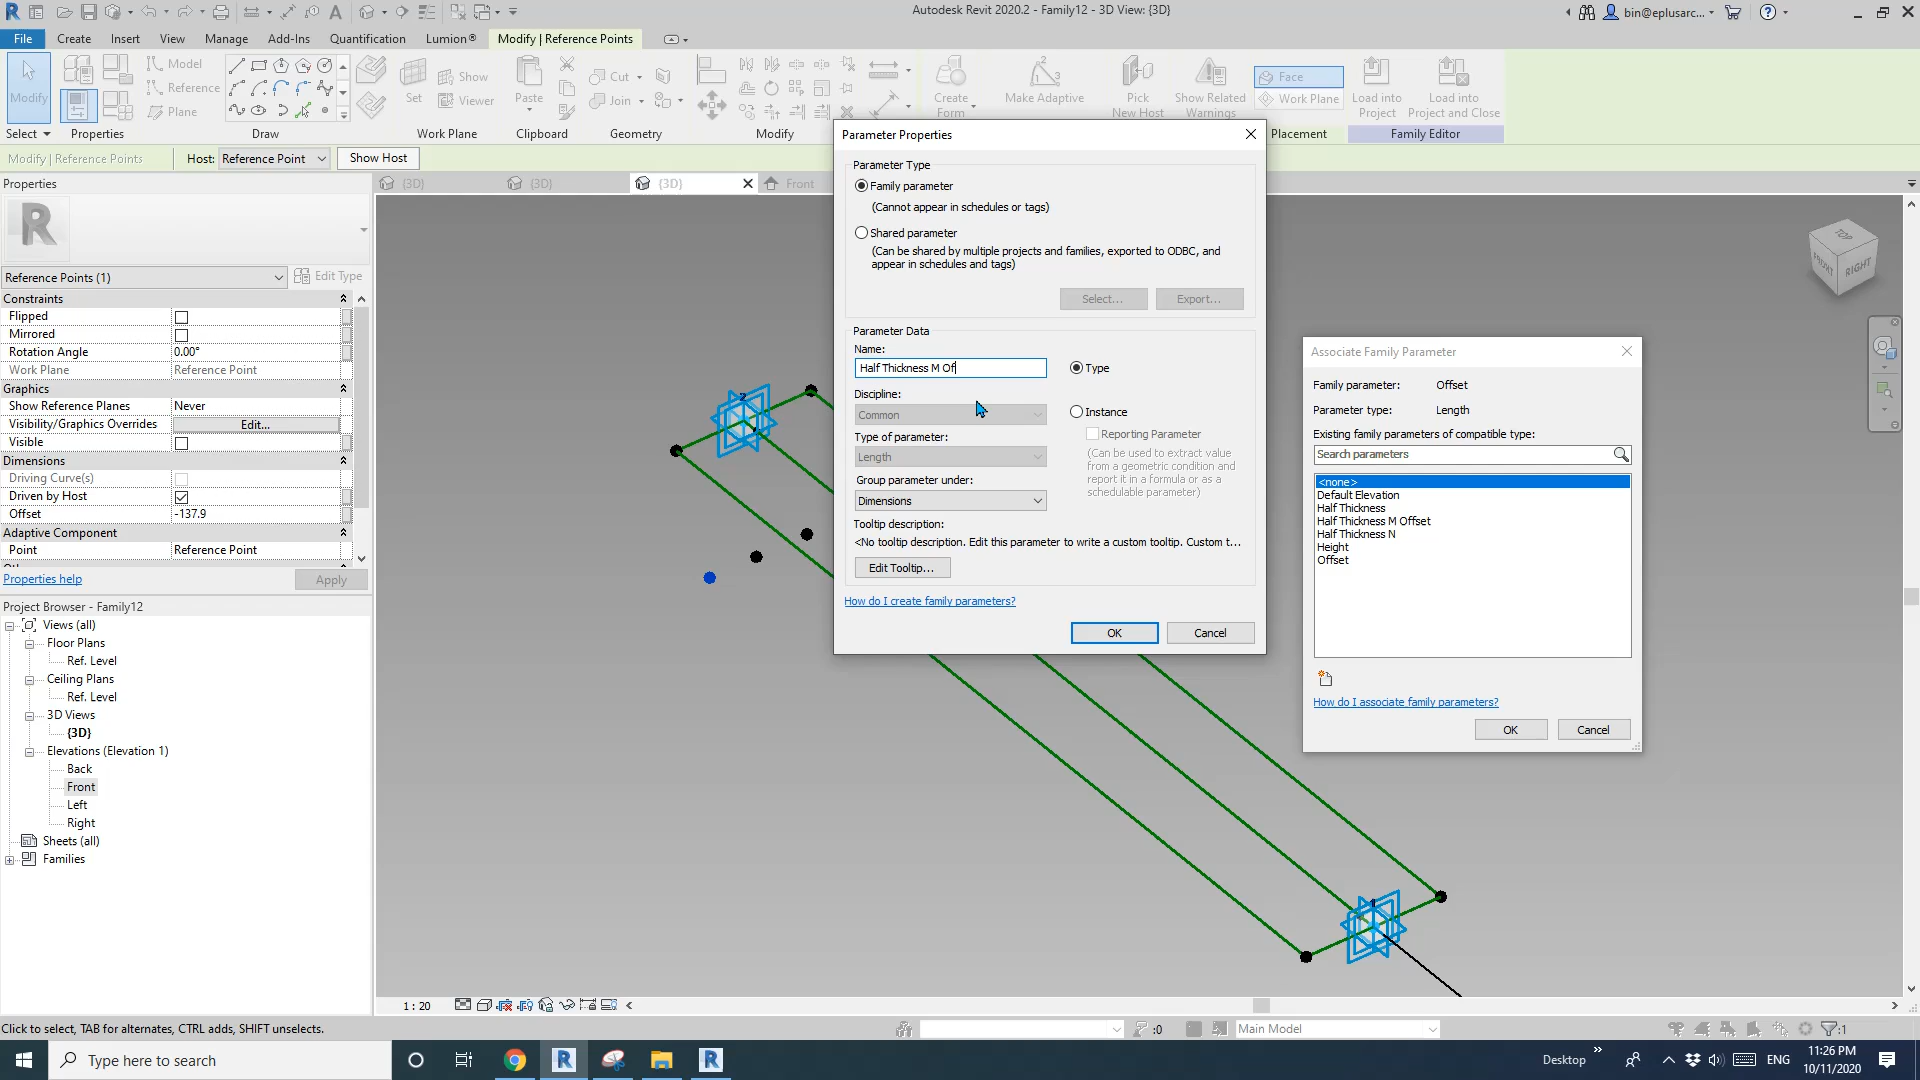 Autodesk Revit 2020.2 - Family12 - 3D View: {3D}
bin@eplusarc...
File
Create
Insert
View
Manage
Add-Ins
Quantification
Lumion®
Modify | Reference Points
Modify
Model
Reference
Plane
Set
Show
Viewer
Paste
Cut
Join
Create
Form
Make Adaptive
Pick
New Host
Show Related
Warnings
Face
Work Plane
Load into
Project
Load into
Project and Close
Select
Properties
Draw
Work Plane
Clipboard
Geometry
Modify
Placement
Family Editor
Modify | Reference Points
Host:
Reference Point
Show Host
Properties
{3D}
{3D}
{3D}
Front
Reference Points (1)
Edit Type
Constraints
Flipped
Mirrored
Rotation Angle
0.00°
Work Plane
Reference Point
Graphics
Show Reference Planes
Never
Visibility/Graphics Overrides
Edit...
Visible
Dimensions
Driving Curve(s)
Driven by Host
Offset
-137.9
Adaptive Component
Point
Reference Point
Properties help
Apply
Project Browser - Family12
Views (all)
Floor Plans
Ref. Level
Ceiling Plans
Ref. Level
3D Views
{3D}
Elevations (Elevation 1)
Back
Front
Left
Right
Sheets (all)
Families
Parameter Properties
Parameter Type
Family parameter
(Cannot appear in schedules or tags)
Shared parameter
(Can be shared by multiple projects and families, exported to ODBC, and
appear in schedules and tags)
Select...
Export...
Parameter Data
Name:
Half Thickness M Of
Type
Discipline:
Common
Instance
Type of parameter:
Reporting Parameter
Length
(Can be used to extract value
from a geometric condition and
report it in a formula or as a
schedulable parameter)
Group parameter under:
Dimensions
Tooltip description:
<No tooltip description. Edit this parameter to write a custom tooltip. Custom t...
Edit Tooltip...
How do I create family parameters?
OK
Cancel
Associate Family Parameter
Family parameter:
Offset
Parameter type:
Length
Existing family parameters of compatible type:
Search parameters
<none>
Default Elevation
Half Thickness
Half Thickness M Offset
Half Thickness N
Height
Offset
How do I associate family parameters?
OK
Cancel
TOP
FRONT
RIGHT
2
1 : 20
Click to select, TAB for alternates, CTRL adds, SHIFT unselects.
:0
Main Model
:1
Type here to search
Desktop
ENG
11:26 PM
10/11/2020